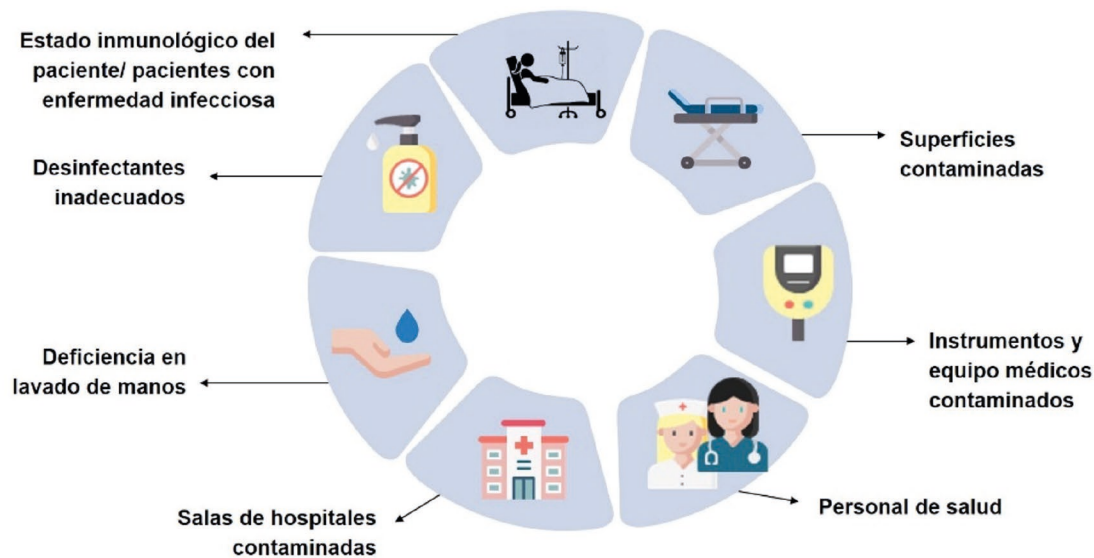 Estado inmunológico del
paciente/ pacientes con
enfermedad infecciosa
Desinfectantes
inadecuados
Deficiencia en
lavado de manos
Salas de hospitales
contaminadas
Superficies
contaminadas
Instrumentos y
equipo médicos
contaminados
Personal de salud